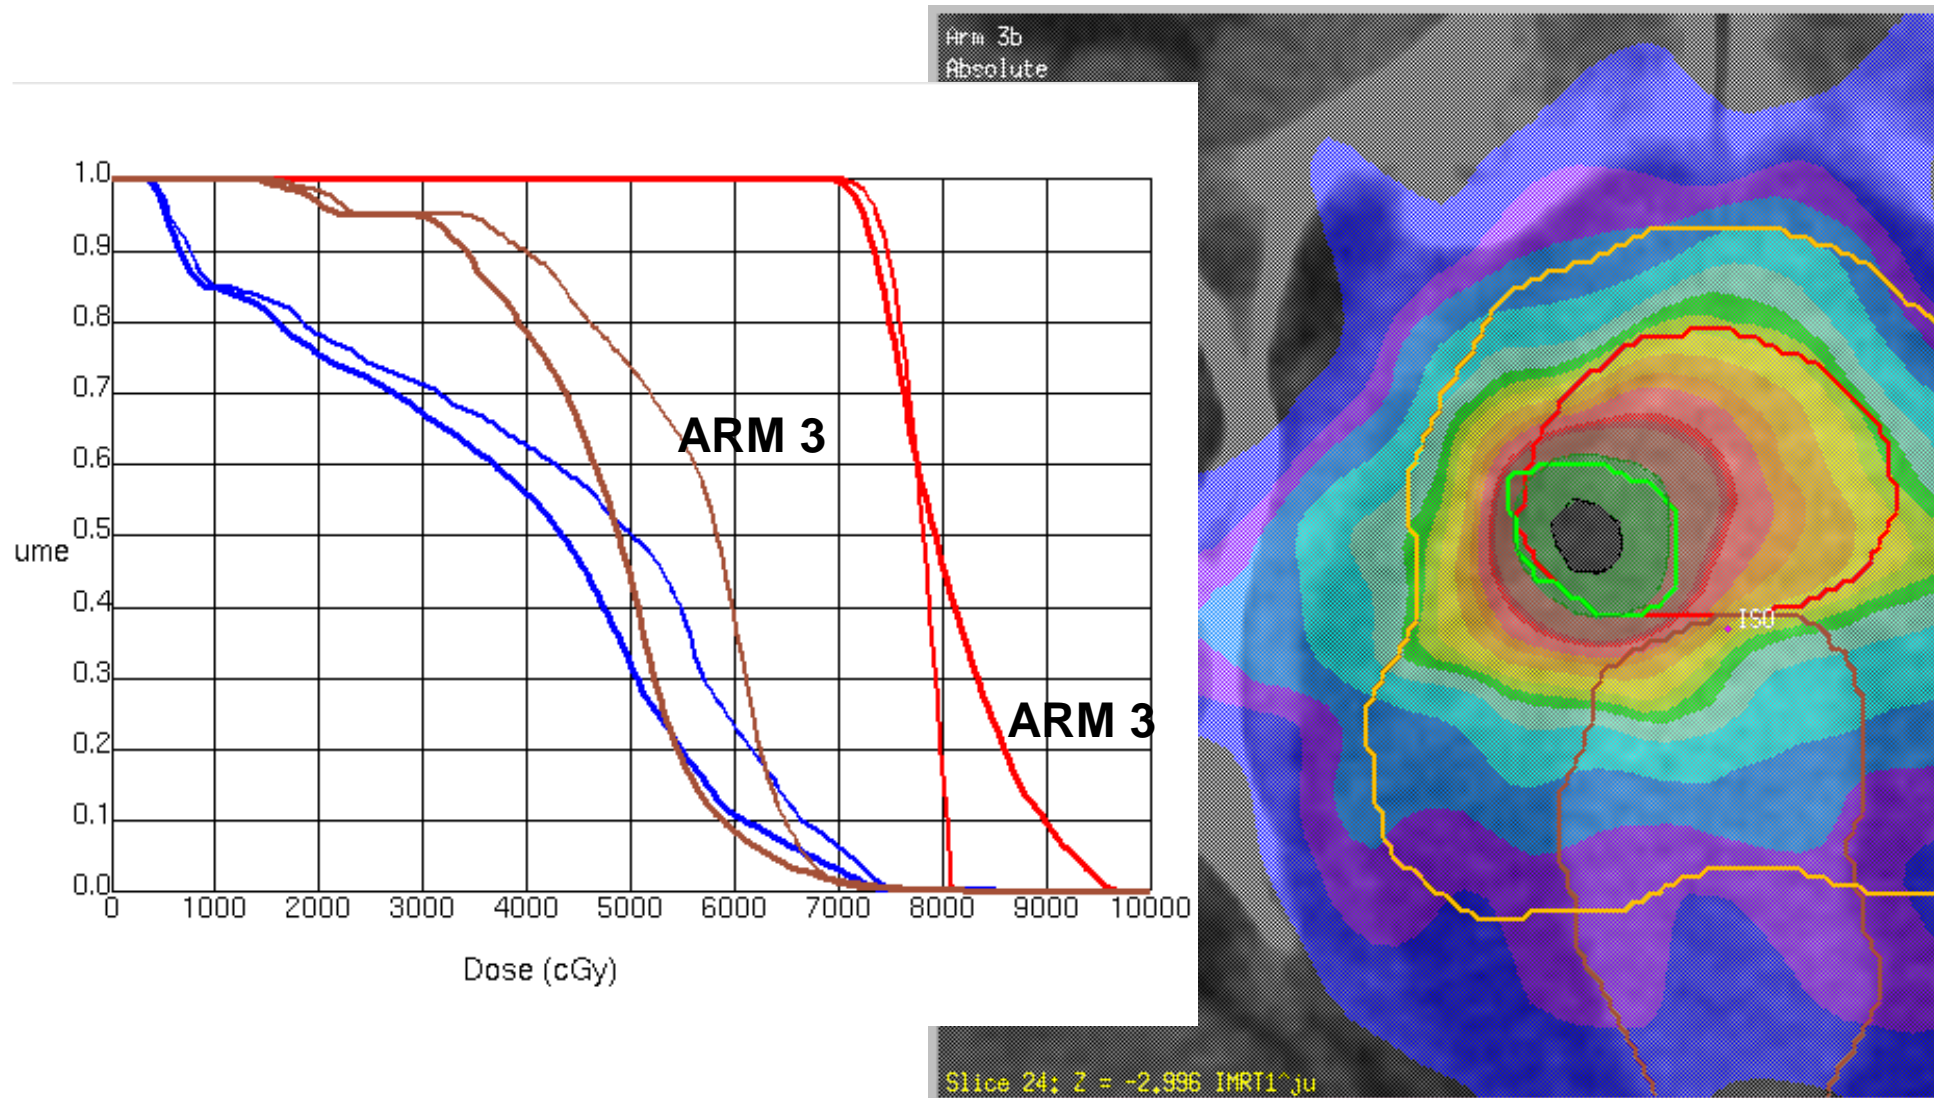 Arm 3b
Absolute
1.0
0.9
0.8
0.7
0.6
0.5
ume
0.4
0.3
0.2
0.1
0.0
ARM 3
ARM 3
0 1000 2000 3000 4000 5000 6000 7000 8000 9000 10000
Dose (cGy)
ISO
Slice 24: Z = -2.996 IMRT1^ju